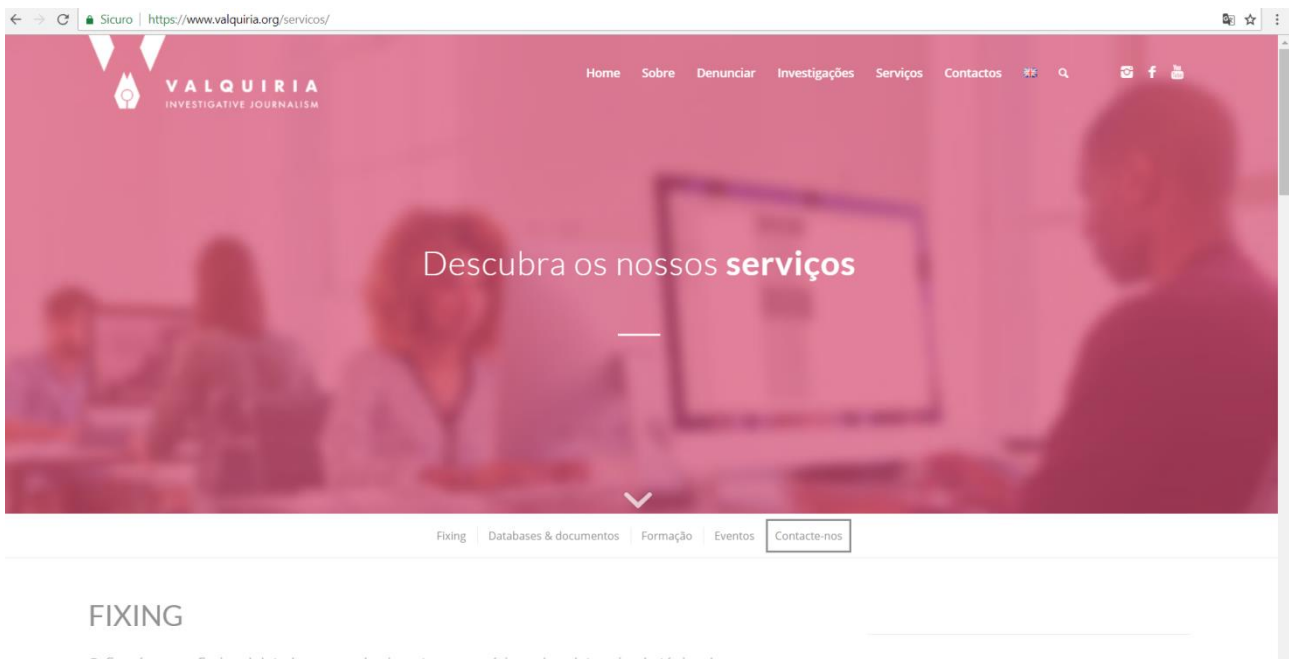 Sicuro | https://www.valquiria.org/servicos/
VALQUIRIA
INVESTIGATIVE JOURNALISM
Home Sobre Denunciar Investigações Serviços Contactos
Descubra os nossos serviços
Fixing Databases & documentos Formação Eventos Contacte-nos
FIXING